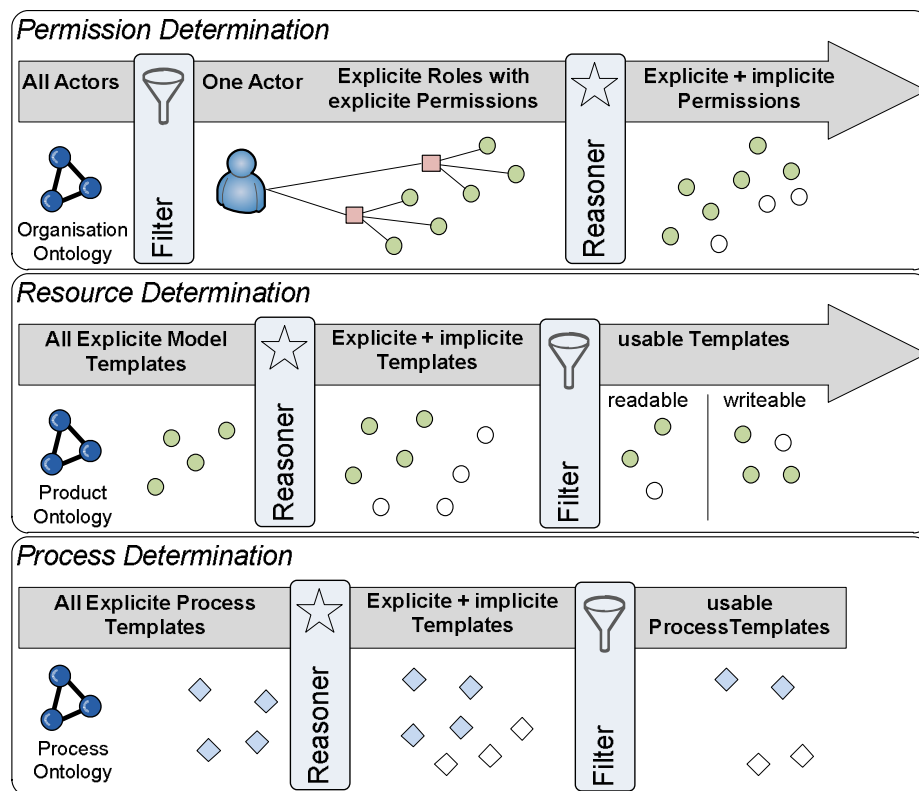 Permission Determination
All Actors
One Actor
Explicite Roles with
explicite Permissions
Explicite + implicite
Permissions
Organisation
Ontology
Filter
Reasoner
Resource Determination
All Explicite Model
Templates
Explicite + implicite
Templates
usable Templates
readable
writeable
Product
Ontology
Reasoner
Filter
Process Determination
All Explicite Process
Templates
Explicite + implicite
Templates
usable
ProcessTemplates
Process
Ontology
Reasoner
Filter